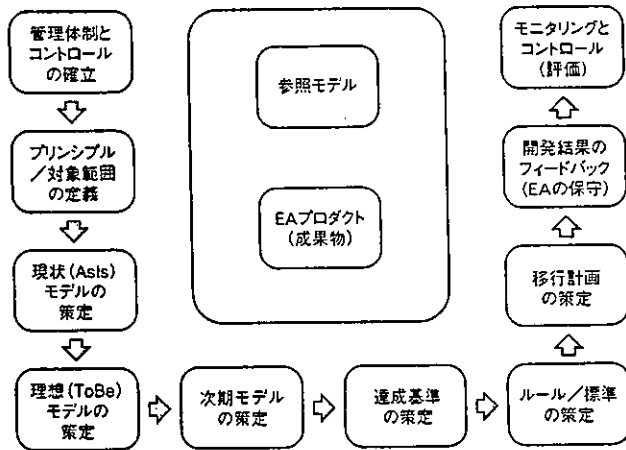 管理体制と
コントロール
の確立
プリンシプル
／対象範囲
の定義
現状(AsIs)
モデルの
策定
理想(ToBe)
モデルの
策定
次期モデル
の策定
達成基準
の策定
ルール／標準
の策定
移行計画
の策定
開発結果の
フィードバック
(EAの保守)
モニタリングと
コントロール
(評価)
参照モデル
EAプロダクト
(成果物)